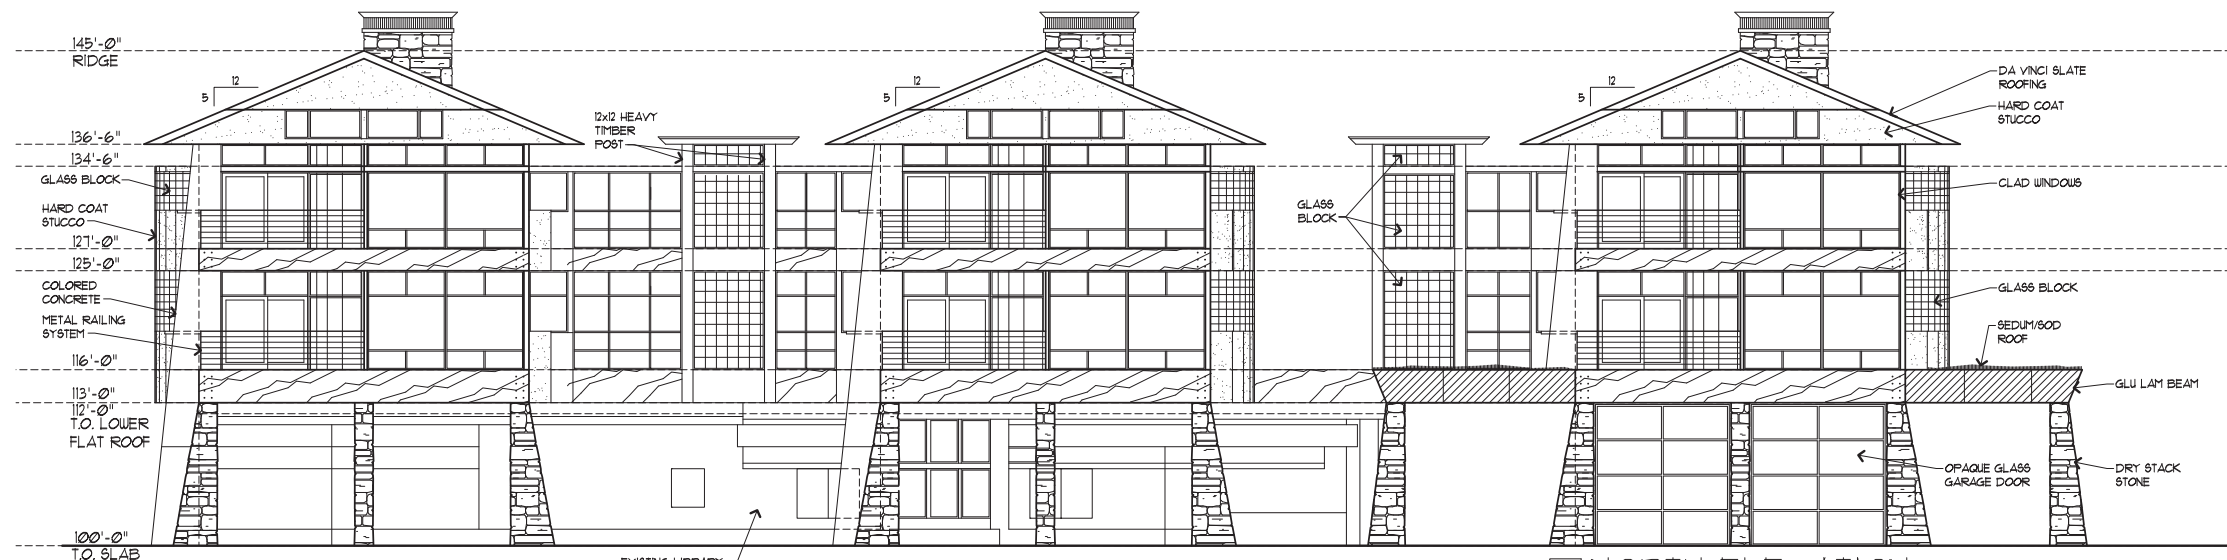 145'-0"
RIDGE
12
5
136'-6"
134'-6"
GLASS BLOCK
HARD COAT
STUCCO
127'-0"
125'-0"
COLORED
CONCRETE
METAL RAILING
SYSTEM
116'-0"
113'-0"
112'-0"
T.O. LOWER
FLAT ROOF
100'-0"
T.O. SLAB
12x12 HEAVY
TIMBER
POST
12
5
GLASS
BLOCK
12
5
DA VINCI SLATE
ROOFING
HARD COAT
STUCCO
CLAD WINDOWS
GLASS BLOCK
SEDUM/SOD
ROOF
GLU LAM BEAM
OPAQUE GLASS
GARAGE DOOR
DRY STACK
STONE
EXISTING LIBRARY